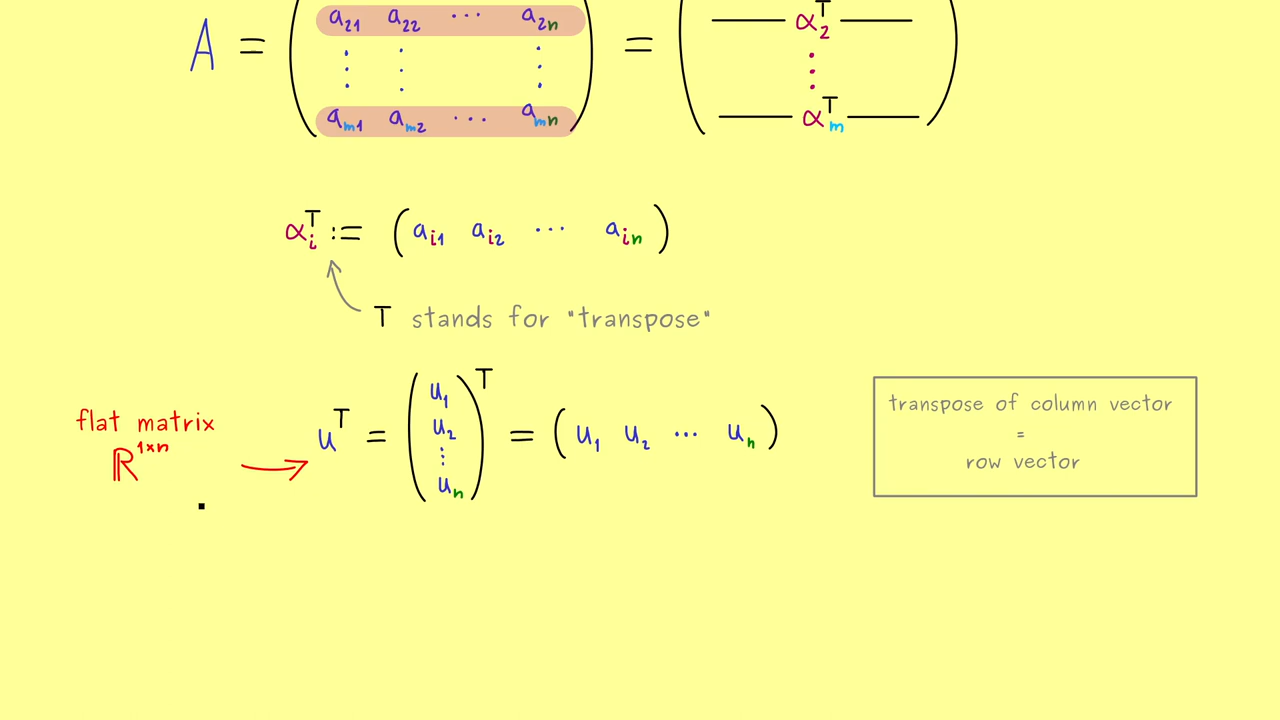 a₂₁ a₂₂ ⋯ a₂ₙ — α₂ᵀ —
A = ( ⋮ ⋮ ⋮ ) = ( ⋮ )
aₘ₁ aₘ₂ ⋯ aₘₙ — αₘᵀ —
αᵢᵀ := ( aᵢ₁ aᵢ₂ ⋯ aᵢₙ )
T stands for "transpose"
flat matrix
ℝ¹ˣⁿ
uᵀ = ( u₁ u₂ ⋮ uₙ )ᵀ = ( u₁ u₂ ⋯ uₙ )
transpose of column vector
=
row vector